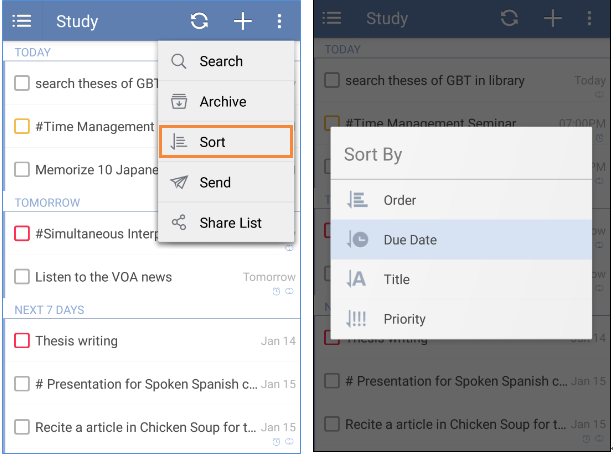 Study
TODAY
search theses of GBT
#Time Management
Memorize 10 Japane
TOMORROW
#Simultaneous Interp
Listen to the VOA news
Tomorrow
NEXT 7 DAYS
Thesis writing
Jan 14
# Presentation for Spoken Spanish c...
Jan 15
Recite a article in Chicken Soup for t...
Jan 15
Search
Archive
Sort
Send
Share List
Study
TODAY
search theses of GBT in library
Today
#Time Management Seminar
07:00PM
Sort By
Order
Due Date
Title
Priority
Thesis writing
Jan 14
# Presentation for Spoken Spanish c...
Jan 15
Recite a article in Chicken Soup for t...
Jan 15